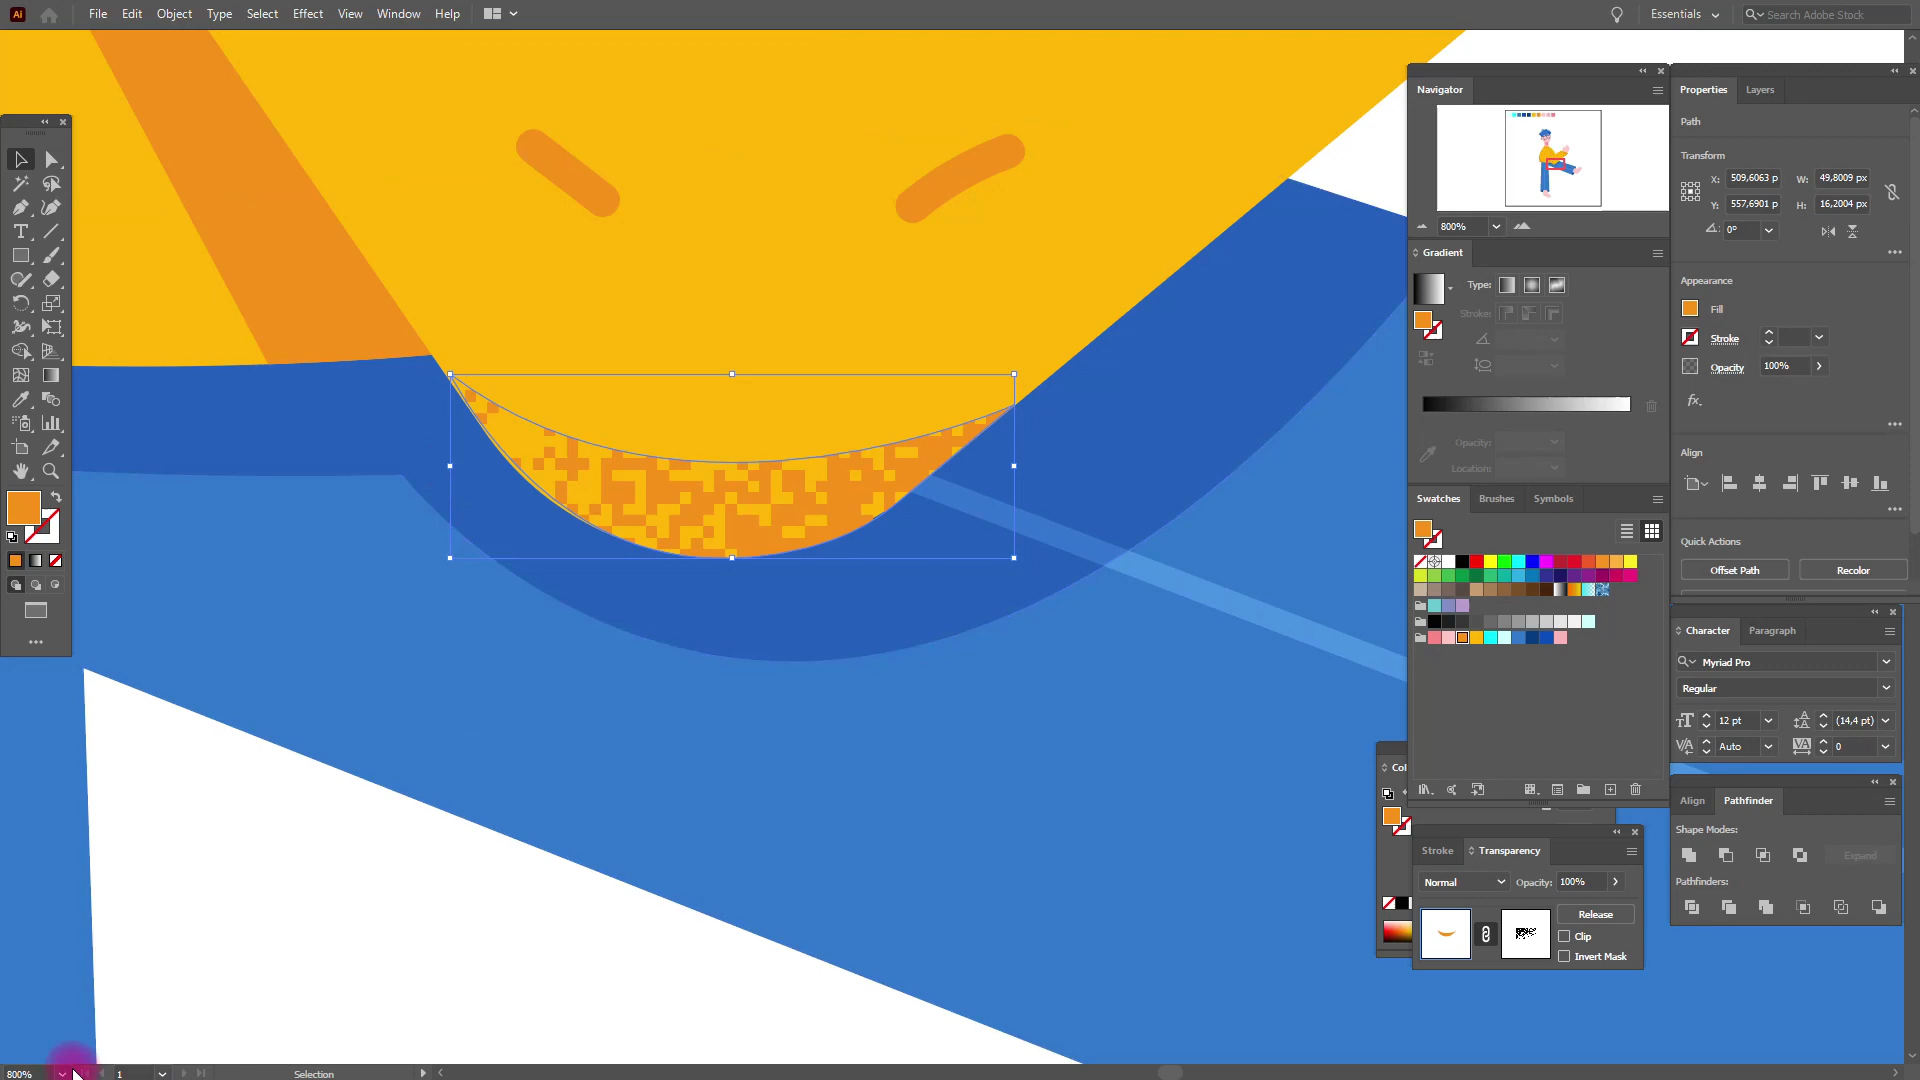 Ai File Edit Object Type Select Effect View Window Help Essentials Search Adobe Stock
Navigator
800%
Gradient
Type:
Stroke:
Opacity:
Location:
Swatches Brushes Symbols
Properties Layers
Path
Transform
X: 509,6063 p W: 49,8009 px
Y: 557,6901 p H: 16,2004 px
0°
Appearance
Fill
Stroke
Opacity 100%
fx.
Align
Quick Actions
Offset Path Recolor
Character Paragraph
Myriad Pro
Regular
12 pt (14,4 pt)
Auto 0
Align Pathfinder
Shape Modes:
Expand
Pathfinders:
Col
Stroke Transparency
Normal Opacity: 100%
Release
Clip
Invert Mask
800% 1 Selection